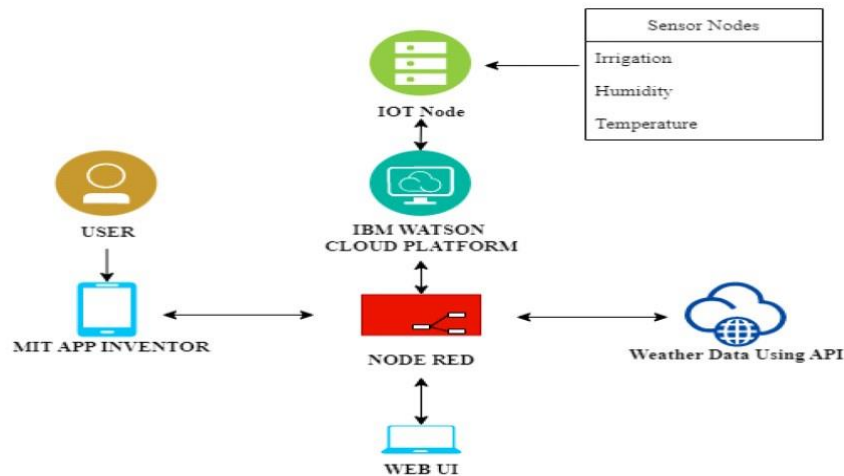 Sensor Nodes
Irrigation
Humidity
Temperature
IOT Node
USER
IBM WATSON
CLOUD PLATFORM
MIT APP INVENTOR
NODE RED
Weather Data Using API
WEB UI